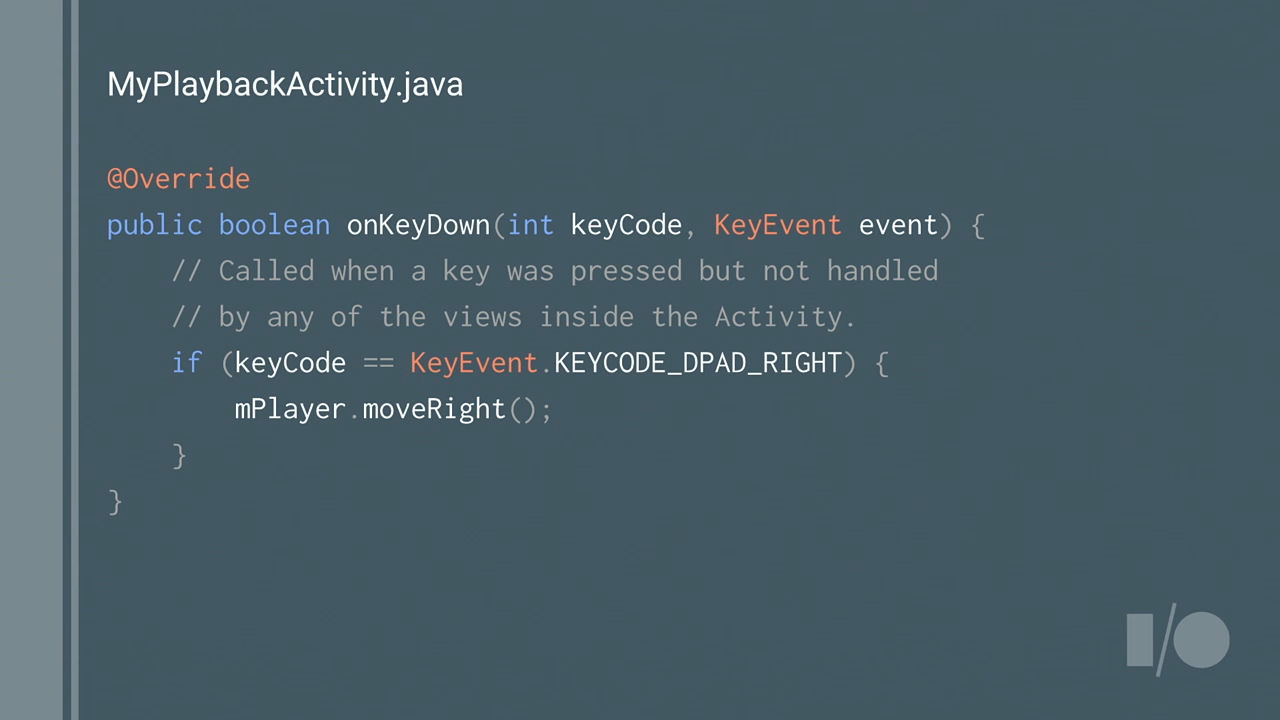 MyPlaybackActivity.java
@Override
public boolean onKeyDown(int keyCode, KeyEvent event) {
    // Called when a key was pressed but not handled
    // by any of the views inside the Activity.
    if (keyCode == KeyEvent.KEYCODE_DPAD_RIGHT) {
        mPlayer.moveRight();
    }
}
I/O